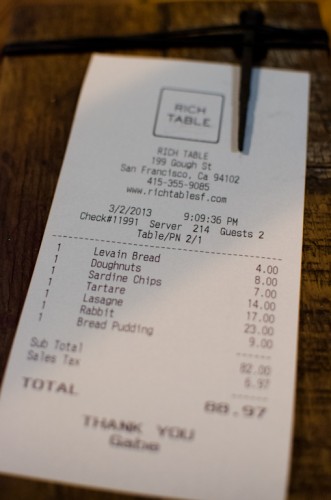 RICH
TABLE
RICH TABLE
199 Gough St
San Francisco, Ca 94102
415-355-9085
www.richtablesf.com
3/2/2013 9:09:36 PM
Check#11991 Server 214 Guests 2
Table/PN 2/1
1 Levain Bread 4.00
1 Doughnuts 8.00
1 Sardine Chips 7.00
1 Tartare 14.00
1 Lasagne 17.00
1 Rabbit 23.00
1 Bread Pudding 9.00
Sub Total 82.00
Sales Tax 6.97
TOTAL 88.97
THANK YOU
Gabe